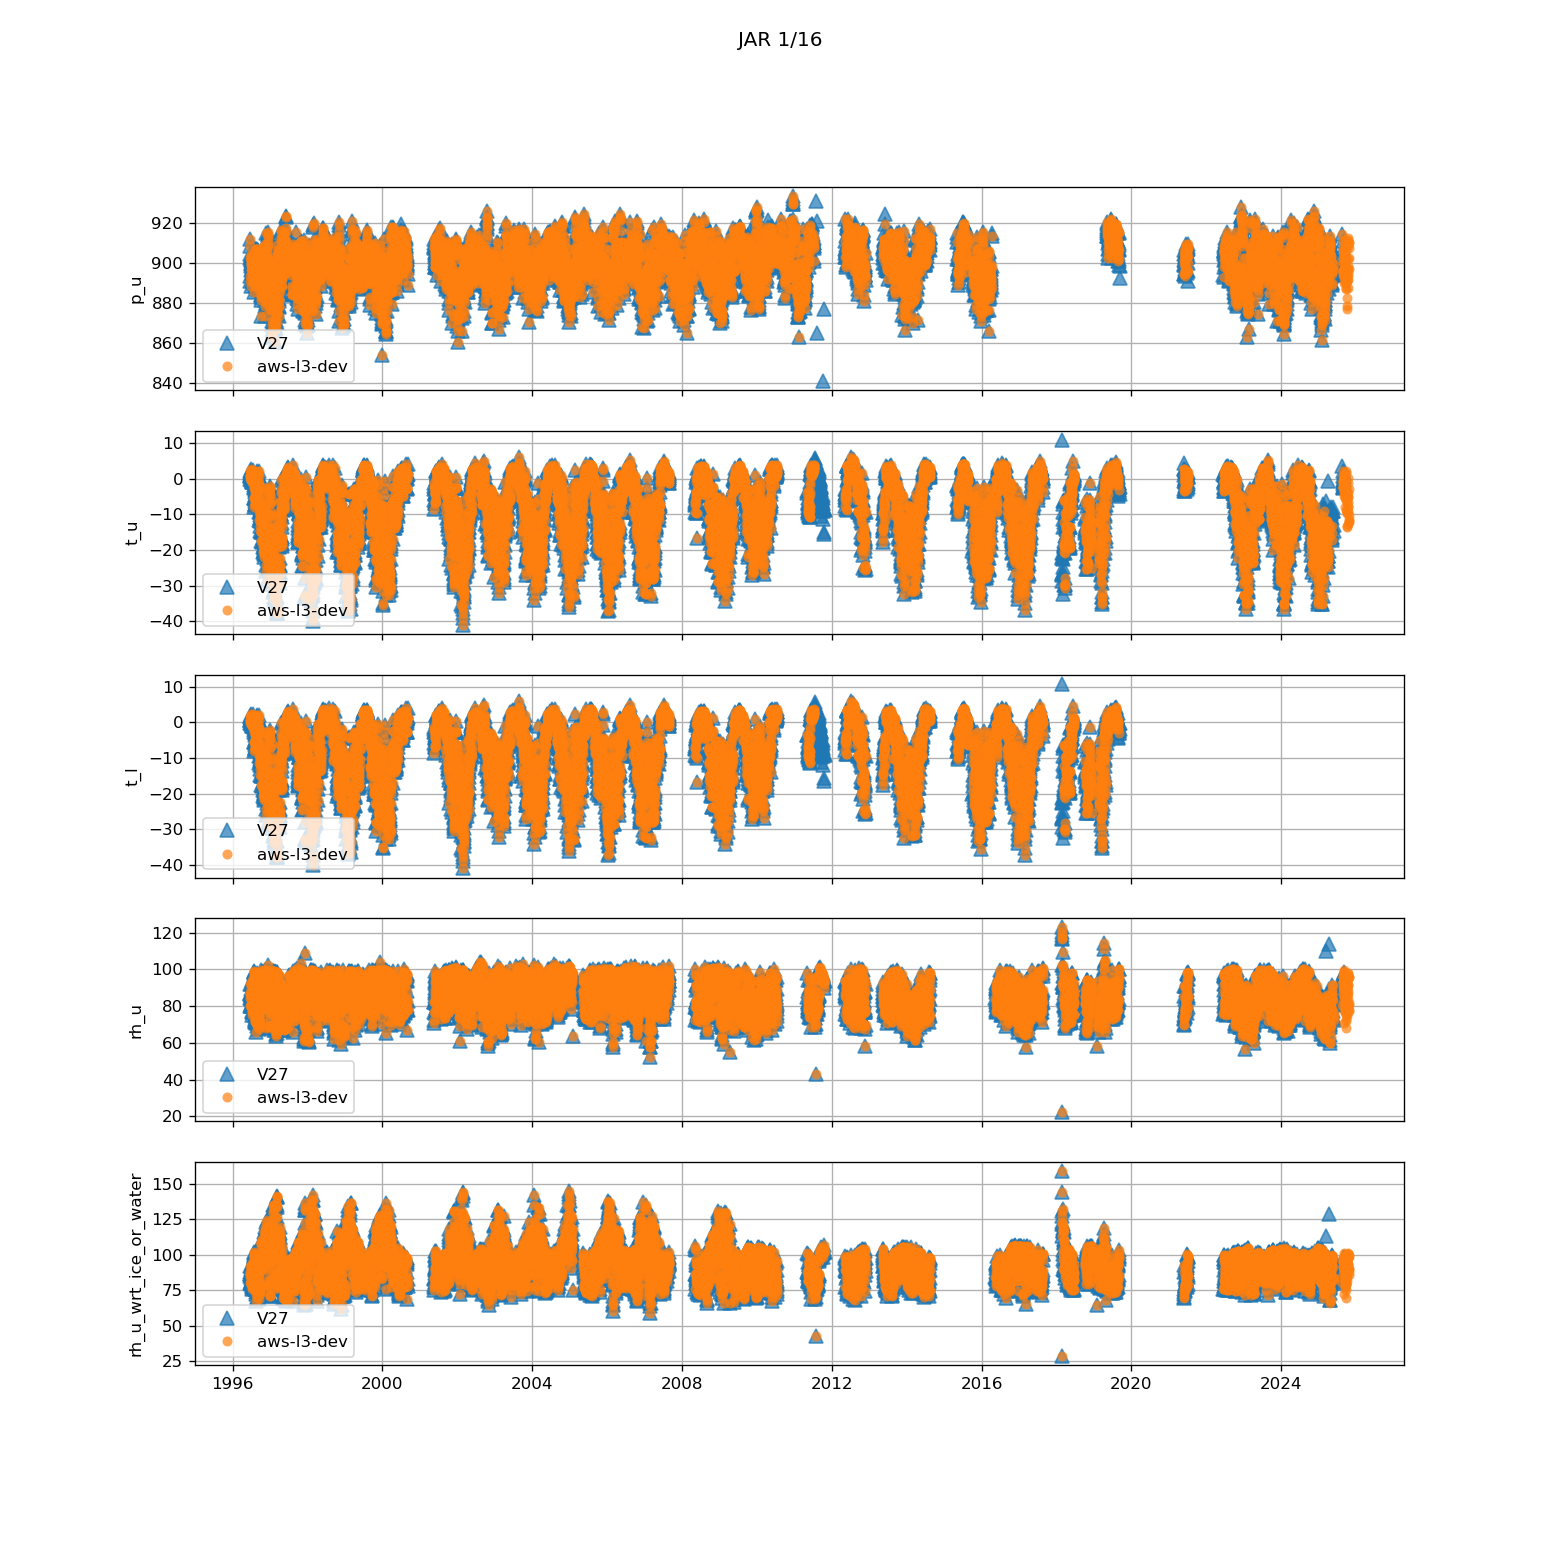 JAR 1/16
920
900
880
860
840
p_u
V27
aws-l3-dev
10
0
−10
−20
−30
−40
t_u
V27
aws-l3-dev
10
0
−10
−20
−30
−40
t_l
V27
aws-l3-dev
120
100
80
60
40
20
rh_u
V27
aws-l3-dev
150
125
100
75
50
25
rh_u_wrt_ice_or_water
V27
aws-l3-dev
1996 2000 2004 2008 2012 2016 2020 2024